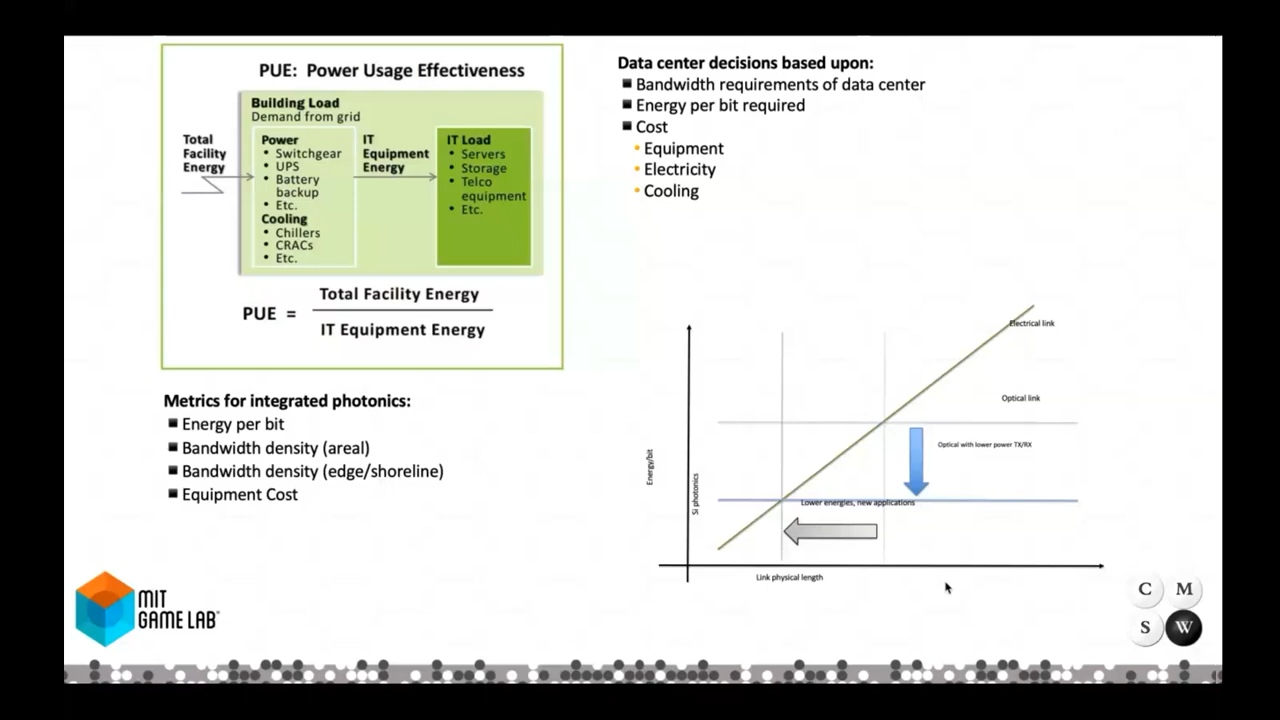 PUE: Power Usage Effectiveness
Building Load
Demand from grid
Total
Facility
Energy
Power
• Switchgear
• UPS
• Battery
backup
• Etc.
Cooling
• Chillers
• CRACs
• Etc.
IT
Equipment
Energy
IT Load
• Servers
• Storage
• Telco
equipment
• Etc.
PUE =
Total Facility Energy
IT Equipment Energy
Metrics for integrated photonics:
■ Energy per bit
■ Bandwidth density (areal)
■ Bandwidth density (edge/shoreline)
■ Equipment Cost
Data center decisions based upon:
■ Bandwidth requirements of data center
■ Energy per bit required
■ Cost
• Equipment
• Electricity
• Cooling
Electrical link
Optical link
Optical with lower power TX/RX
Energy/bit
Si photonics
Lower energies, new applications
Link physical length
MIT
GAME LAB™
C M
S W